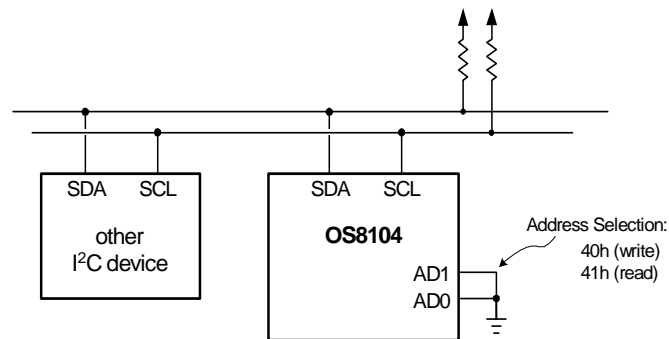 SDA SCL
other
I²C device
SDA SCL
OS8104
AD1
AD0
Address Selection:
40h (write)
41h (read)